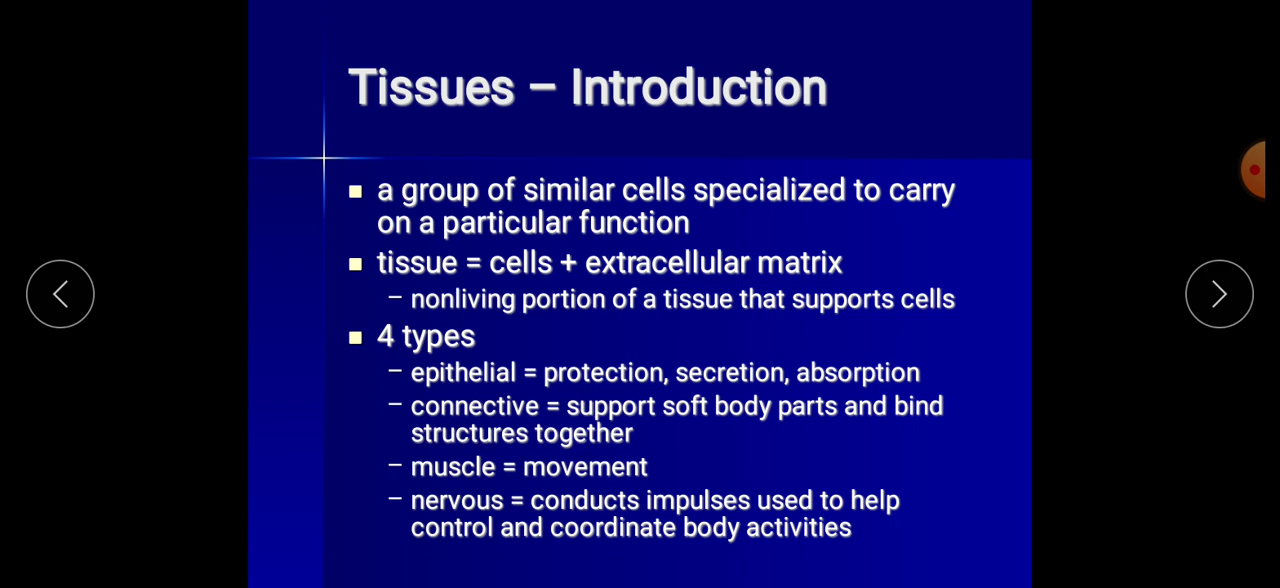 Tissues – Introduction
a group of similar cells specialized to carry
on a particular function
tissue = cells + extracellular matrix
– nonliving portion of a tissue that supports cells
4 types
– epithelial = protection, secretion, absorption
– connective = support soft body parts and bind
structures together
– muscle = movement
– nervous = conducts impulses used to help
control and coordinate body activities